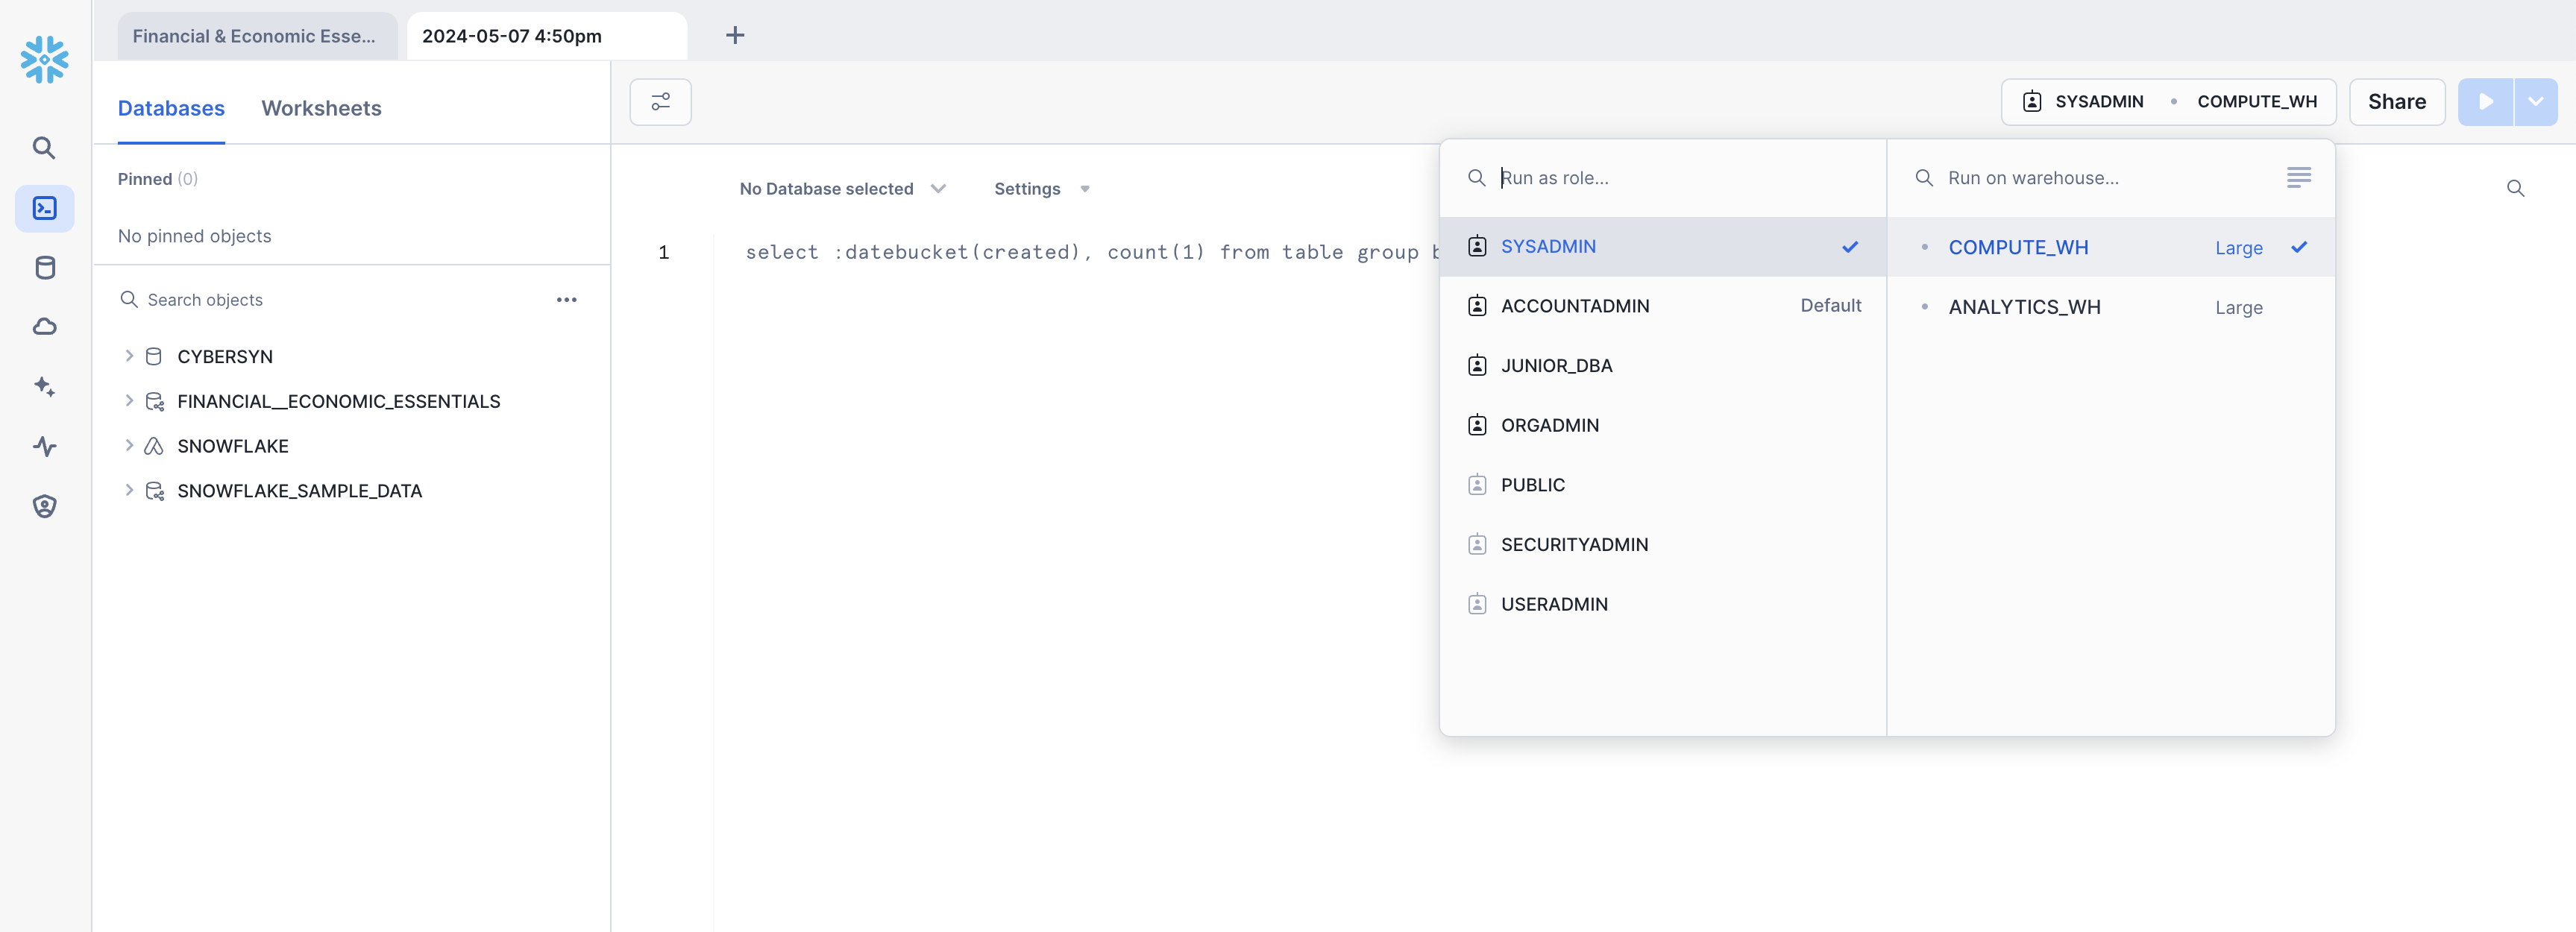 Financial & Economic Esse...
2024-05-07 4:50pm
Databases
Worksheets
SYSADMIN • COMPUTE_WH
Share
Pinned (0)
No pinned objects
Search objects
CYBERSYN
FINANCIAL__ECONOMIC_ESSENTIALS
SNOWFLAKE
SNOWFLAKE_SAMPLE_DATA
No Database selected
Settings
1
select :datebucket(created), count(1) from table group
Run as role...
SYSADMIN
ACCOUNTADMIN Default
JUNIOR_DBA
ORGADMIN
PUBLIC
SECURITYADMIN
USERADMIN
Run on warehouse...
COMPUTE_WH Large
ANALYTICS_WH Large